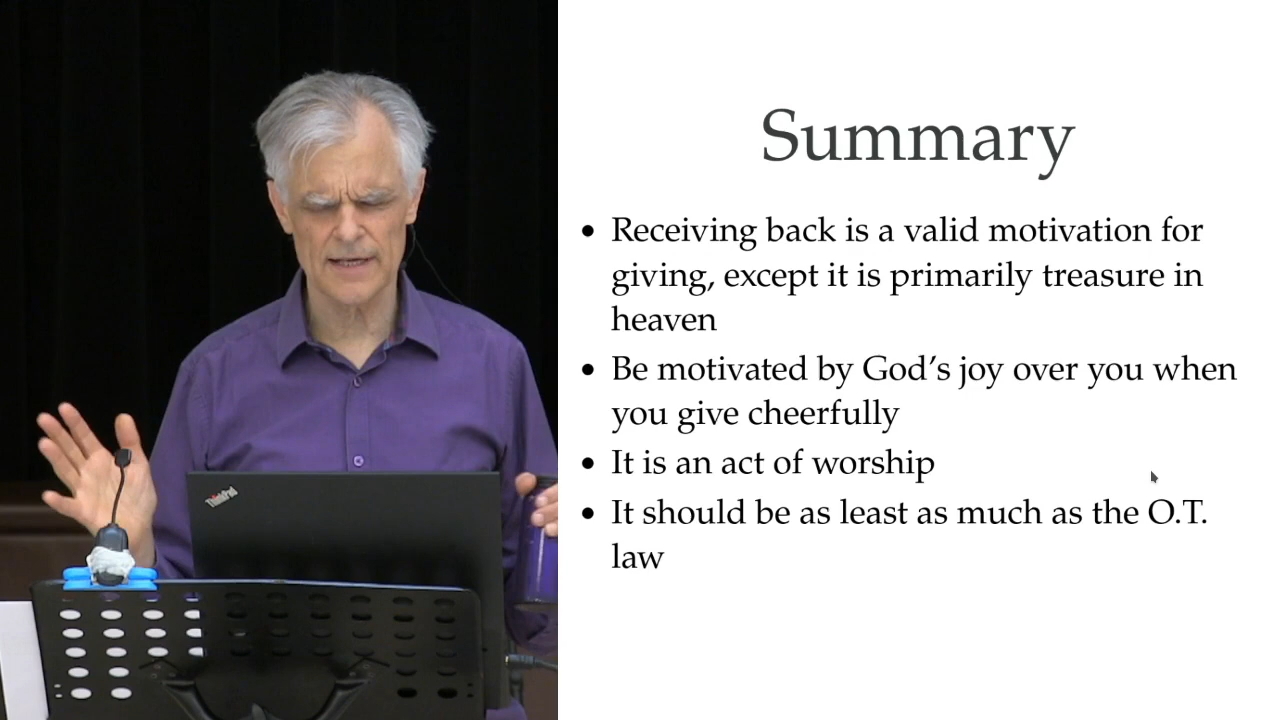 Summary
• Receiving back is a valid motivation for
giving, except it is primarily treasure in
heaven
• Be motivated by God's joy over you when
you give cheerfully
• It is an act of worship
• It should be as least as much as the O.T.
law
ThinkPad